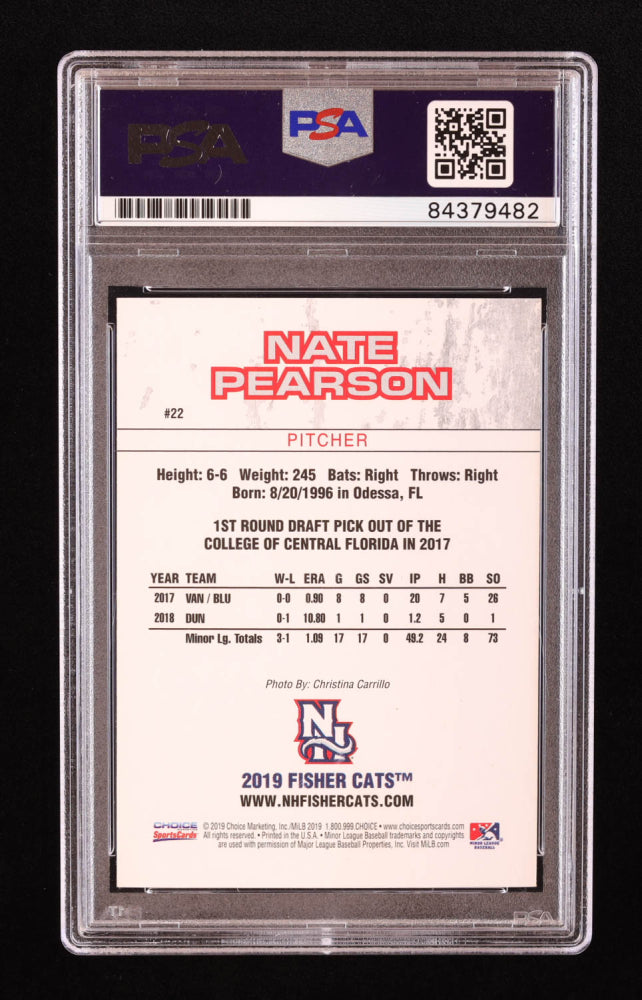 PSA
PSA
84379482
NATE
PEARSON
#22
PITCHER
Height: 6-6 Weight: 245 Bats: Right Throws: Right
Born: 8/20/1996 in Odessa, FL
1ST ROUND DRAFT PICK OUT OF THE
COLLEGE OF CENTRAL FLORIDA IN 2017
YEAR TEAM W-L ERA G GS SV IP H BB SO
2017 VAN / BLU 0-0 0.90 8 8 0 20 7 5 26
2018 DUN 0-1 10.80 1 1 0 1.2 5 0 1
Minor Lg. Totals 3-1 1.09 17 17 0 49.2 24 8 73
Photo By: Christina Carrillo
NH
2019 FISHER CATS™
WWW.NHFISHERCATS.COM
CHOICE
SportsCards
© 2019 Choice Marketing, Inc./MiLB 2019 1.800.999.CHOICE • www.choicesportscards.com
All rights reserved. • Printed in the U.S.A. • Minor League Baseball trademarks and copyrights
are used with permission of Major League Baseball Properties, Inc. Visit MiLB.com
MINOR LEAGUE
BASEBALL
PSA